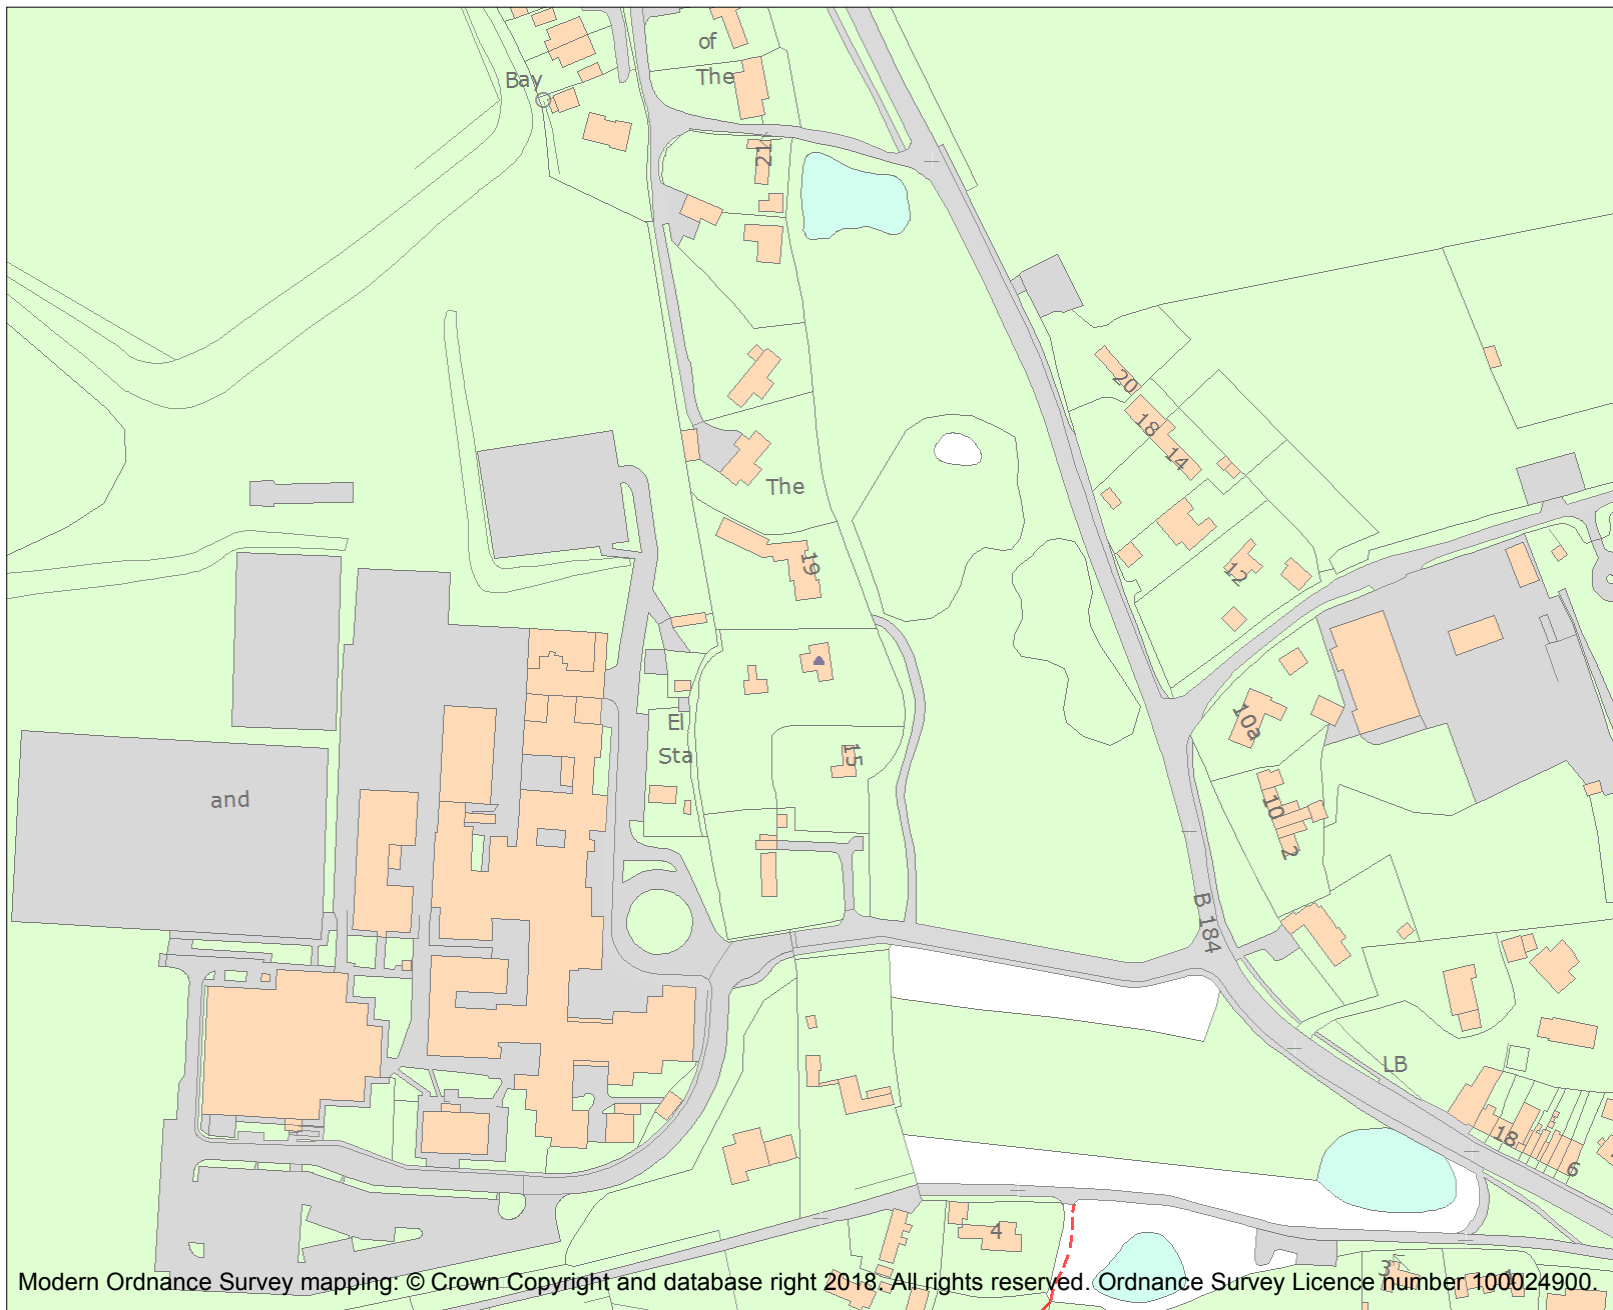 of
The
Bay
21
20
18
14
The
19
12
10a
El
Sta
15
and
10
2
B 184
LB
18
6
4
3
Modern Ordnance Survey mapping: © Crown Copyright and database right 2018. All rights reserved. Ordnance Survey Licence number 100024900.